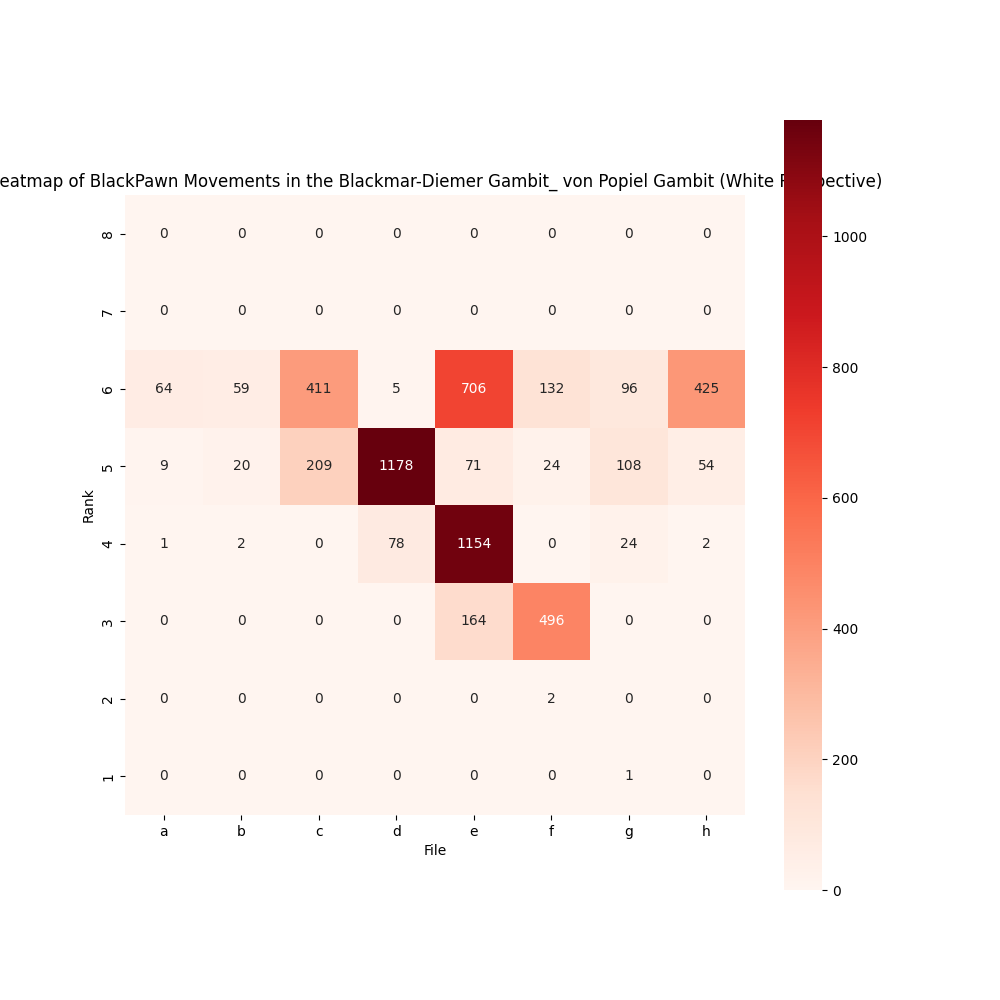 eatmap of BlackPawn Movements in the Blackmar-Diemer Gambit_ von Popiel Gambit (White pective)
8 0 0 0 0 0 0 0 0
7 0 0 0 0 0 0 0 0
6 64 59 411 5 706 132 96 425
5 9 20 209 1178 71 24 108 54
4 1 2 0 78 1154 0 24 2
3 0 0 0 0 164 496 0 0
2 0 0 0 0 0 2 0 0
1 0 0 0 0 0 0 1 0
a b c d e f g h
File
Rank
1000
800
600
400
200
0